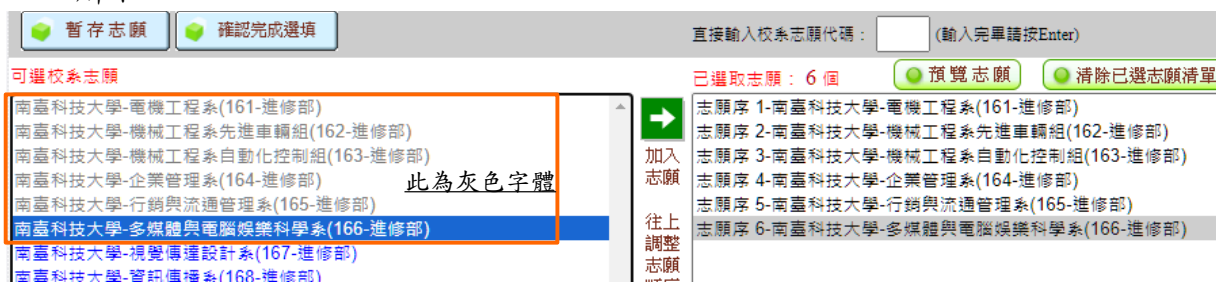 暫存志願
確認完成選填
直接輸入校系志願代碼：
(輸入完畢請按Enter)
可選校系志願
已選取志願：6 個
預覽志願
清除已選志願清單
南臺科技大學-電機工程系(161-進修部)
南臺科技大學-機械工程系先進車輛組(162-進修部)
南臺科技大學-機械工程系自動化控制組(163-進修部)
南臺科技大學-企業管理系(164-進修部)
此為灰色字體
南臺科技大學-行銷與流通管理系(165-進修部)
南臺科技大學-多媒體與電腦娛樂科學系(166-進修部)
南臺科技大學-視覺傳達設計系(167-進修部)
南臺科技大學-資訊傳播系(168-進修部)
加入
志願
往上
調整
志願
志願序 1-南臺科技大學-電機工程系(161-進修部)
志願序 2-南臺科技大學-機械工程系先進車輛組(162-進修部)
志願序 3-南臺科技大學-機械工程系自動化控制組(163-進修部)
志願序 4-南臺科技大學-企業管理系(164-進修部)
志願序 5-南臺科技大學-行銷與流通管理系(165-進修部)
志願序 6-南臺科技大學-多媒體與電腦娛樂科學系(166-進修部)